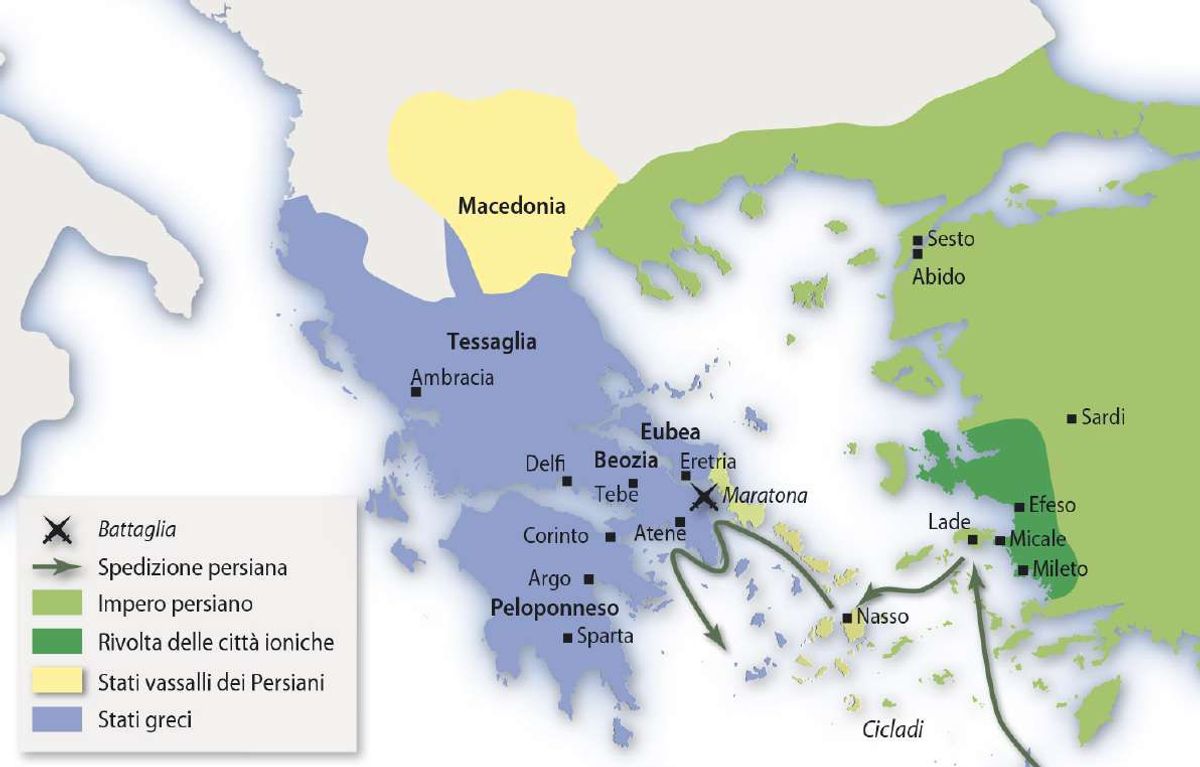 Macedonia
Sesto
Abido
Tessaglia
Ambracia
Sardi
Eubea
Delfi
Beozia
Eretria
Tebe
Maratona
Efeso
Lade
Corinto
Atene
Micale
Mileto
Argo
Peloponneso
Nasso
Sparta
Cicladi
Battaglia
Spedizione persiana
Impero persiano
Rivolta delle città ioniche
Stati vassalli dei Persiani
Stati greci